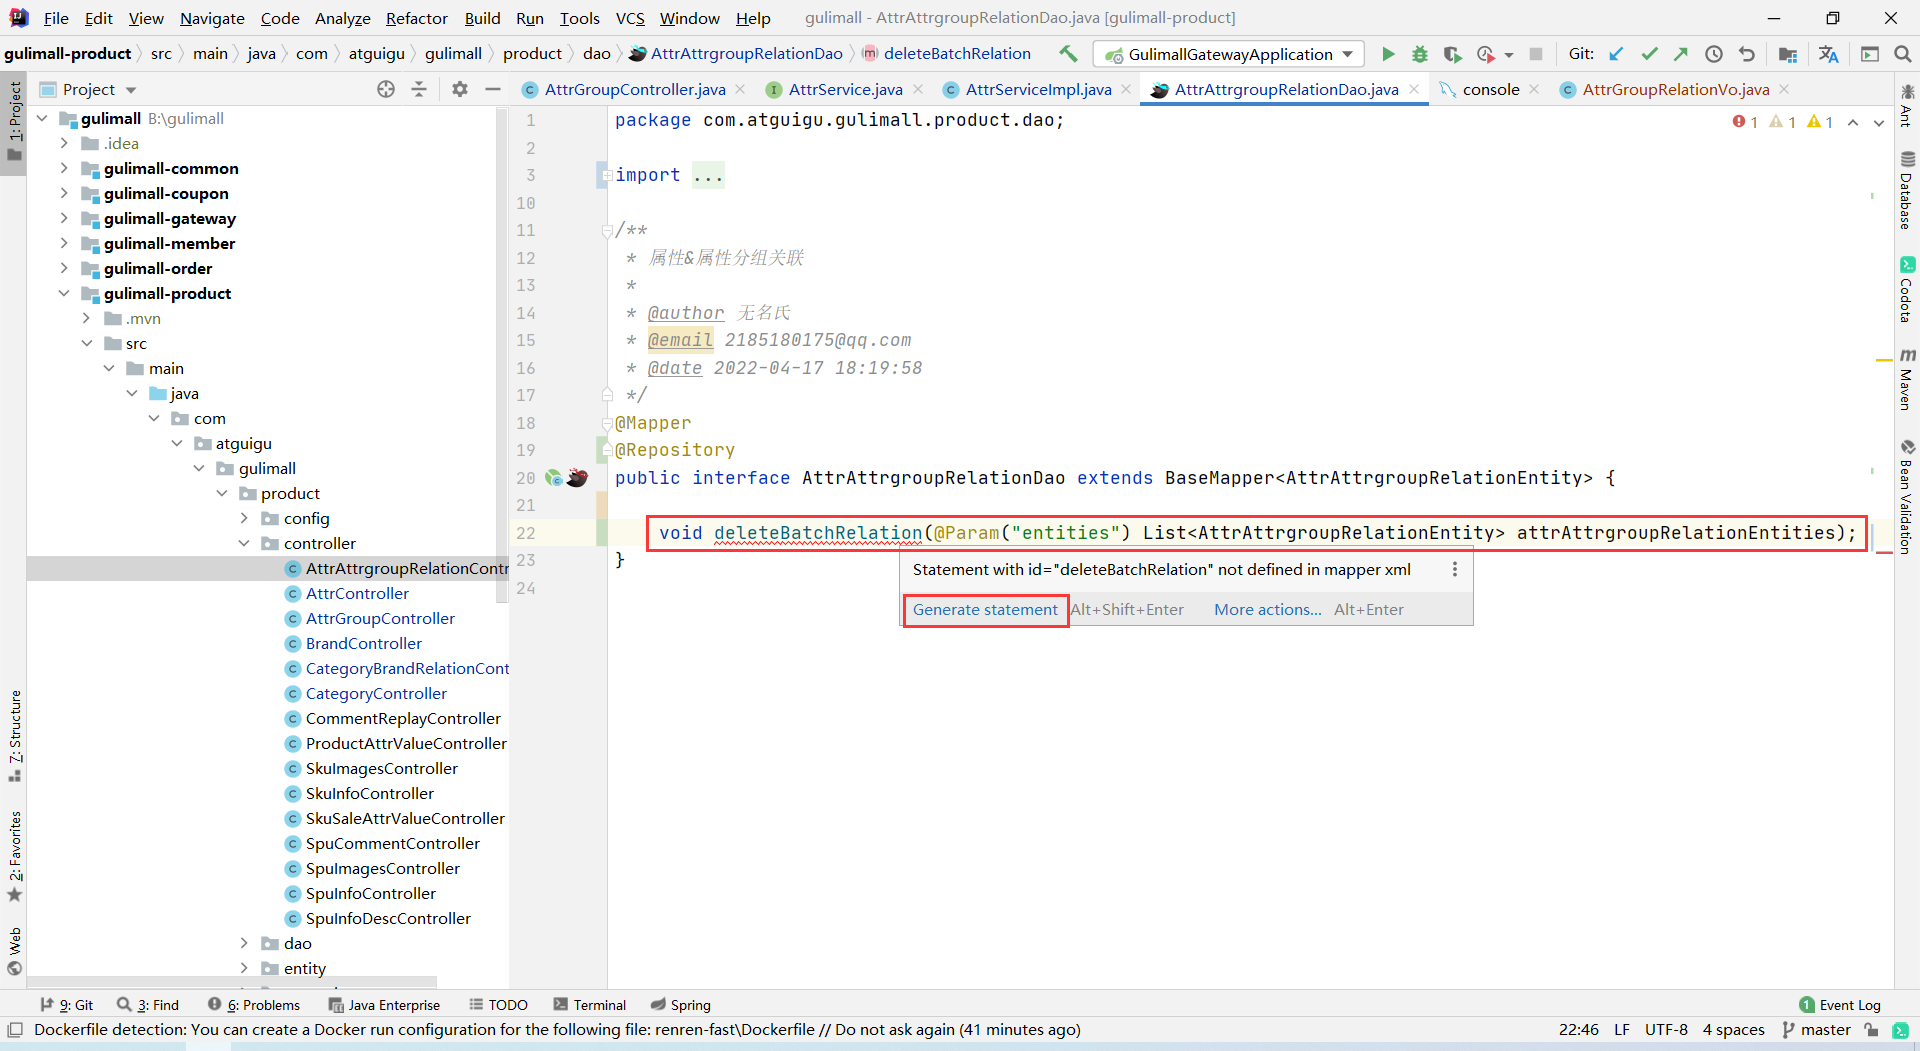 File Edit View Navigate Code Analyze Refactor Build Run Tools VCS Window Help gulimall - AttrAttrgroupRelationDao.java [gulimall-product]
gulimall-product src main java com atguigu gulimall product dao AttrAttrgroupRelationDao deleteBatchRelation GulimallGatewayApplication Git:
Project
AttrGroupController.java AttrService.java AttrServiceImpl.java AttrAttrgroupRelationDao.java console AttrGroupRelationVo.java
1: Project
7: Structure
2: Favorites
Web
gulimall B:\gulimall
.idea
gulimall-common
gulimall-coupon
gulimall-gateway
gulimall-member
gulimall-order
gulimall-product
.mvn
src
main
java
com
atguigu
gulimall
product
config
controller
AttrAttrgroupRelationContr
AttrController
AttrGroupController
BrandController
CategoryBrandRelationCont
CategoryController
CommentReplayController
ProductAttrValueController
SkuImagesController
SkuInfoController
SkuSaleAttrValueController
SpuCommentController
SpuImagesController
SpuInfoController
SpuInfoDescController
dao
entity
1 package com.atguigu.gulimall.product.dao;
1 1 1
2
3 import ...
10
11 /**
12 * 属性&属性分组关联
13 *
14 * @author 无名氏
15 * @email 2185180175@qq.com
16 * @date 2022-04-17 18:19:58
17 */
18 @Mapper
19 @Repository
20 public interface AttrAttrgroupRelationDao extends BaseMapper<AttrAttrgroupRelationEntity> {
21
22 void deleteBatchRelation(@Param("entities") List<AttrAttrgroupRelationEntity> attrAttrgroupRelationEntities);
23 }
24
Statement with id="deleteBatchRelation" not defined in mapper xml
Generate statement Alt+Shift+Enter More actions... Alt+Enter
Ant
Database
Codota
Maven
Bean Validation
9: Git 3: Find 6: Problems Java Enterprise TODO Terminal Spring 1 Event Log
Dockerfile detection: You can create a Docker run configuration for the following file: renren-fast\Dockerfile // Do not ask again (41 minutes ago) 22:46 LF UTF-8 4 spaces master